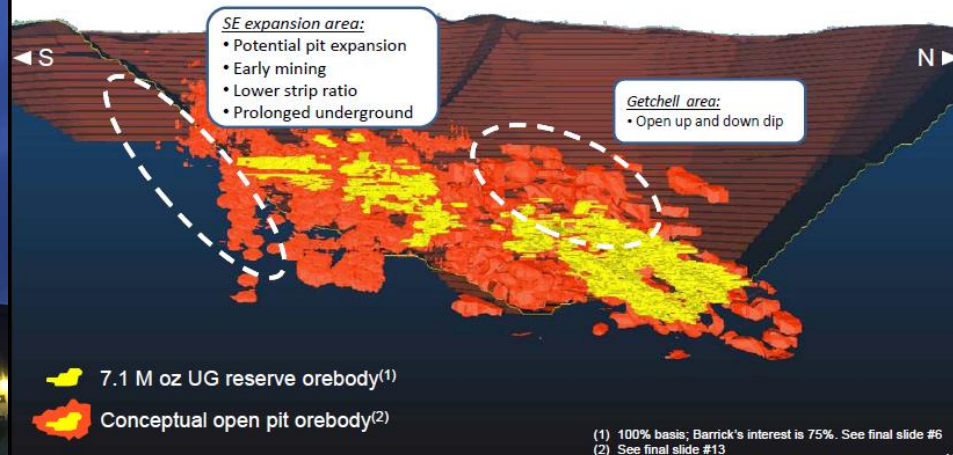 SE expansion area:
• Potential pit expansion
• Early mining
• Lower strip ratio
• Prolonged underground
◄ S
N ►
Getchell area:
• Open up and down dip
7.1 M oz UG reserve orebody(1)
Conceptual open pit orebody(2)
(1) 100% basis; Barrick's interest is 75%. See final slide #6
(2) See final slide #13